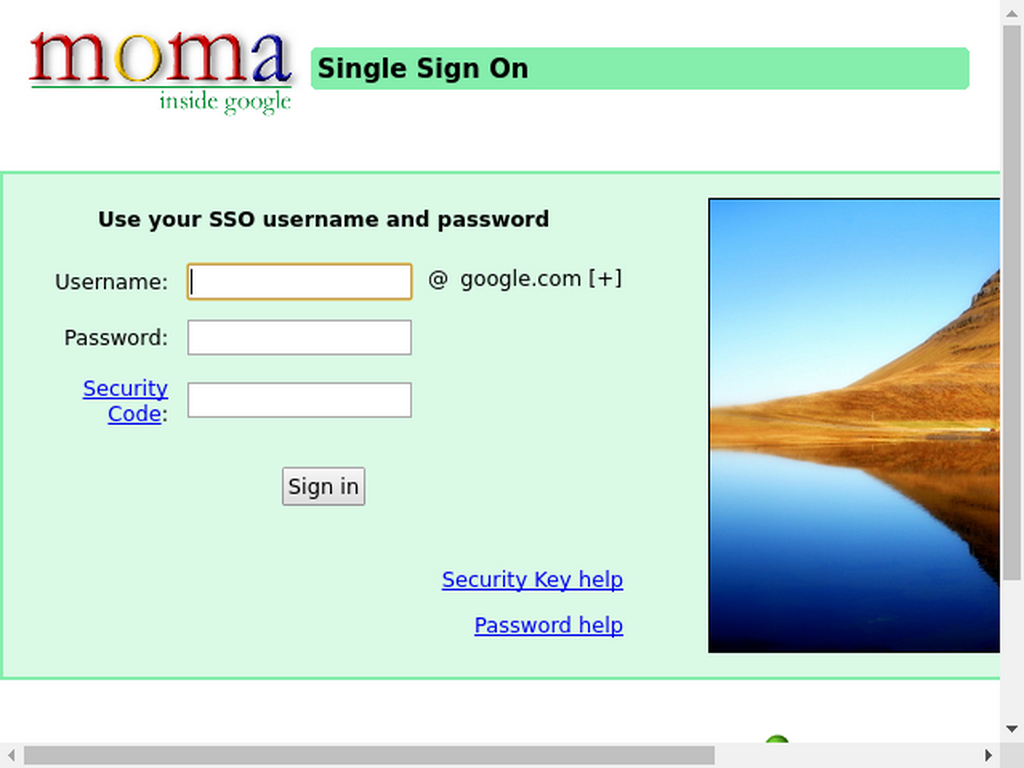 moma
inside google
Single Sign On
Use your SSO username and password
Username:
@ google.com [+]
Password:
Security
Code:
Sign in
Security Key help
Password help